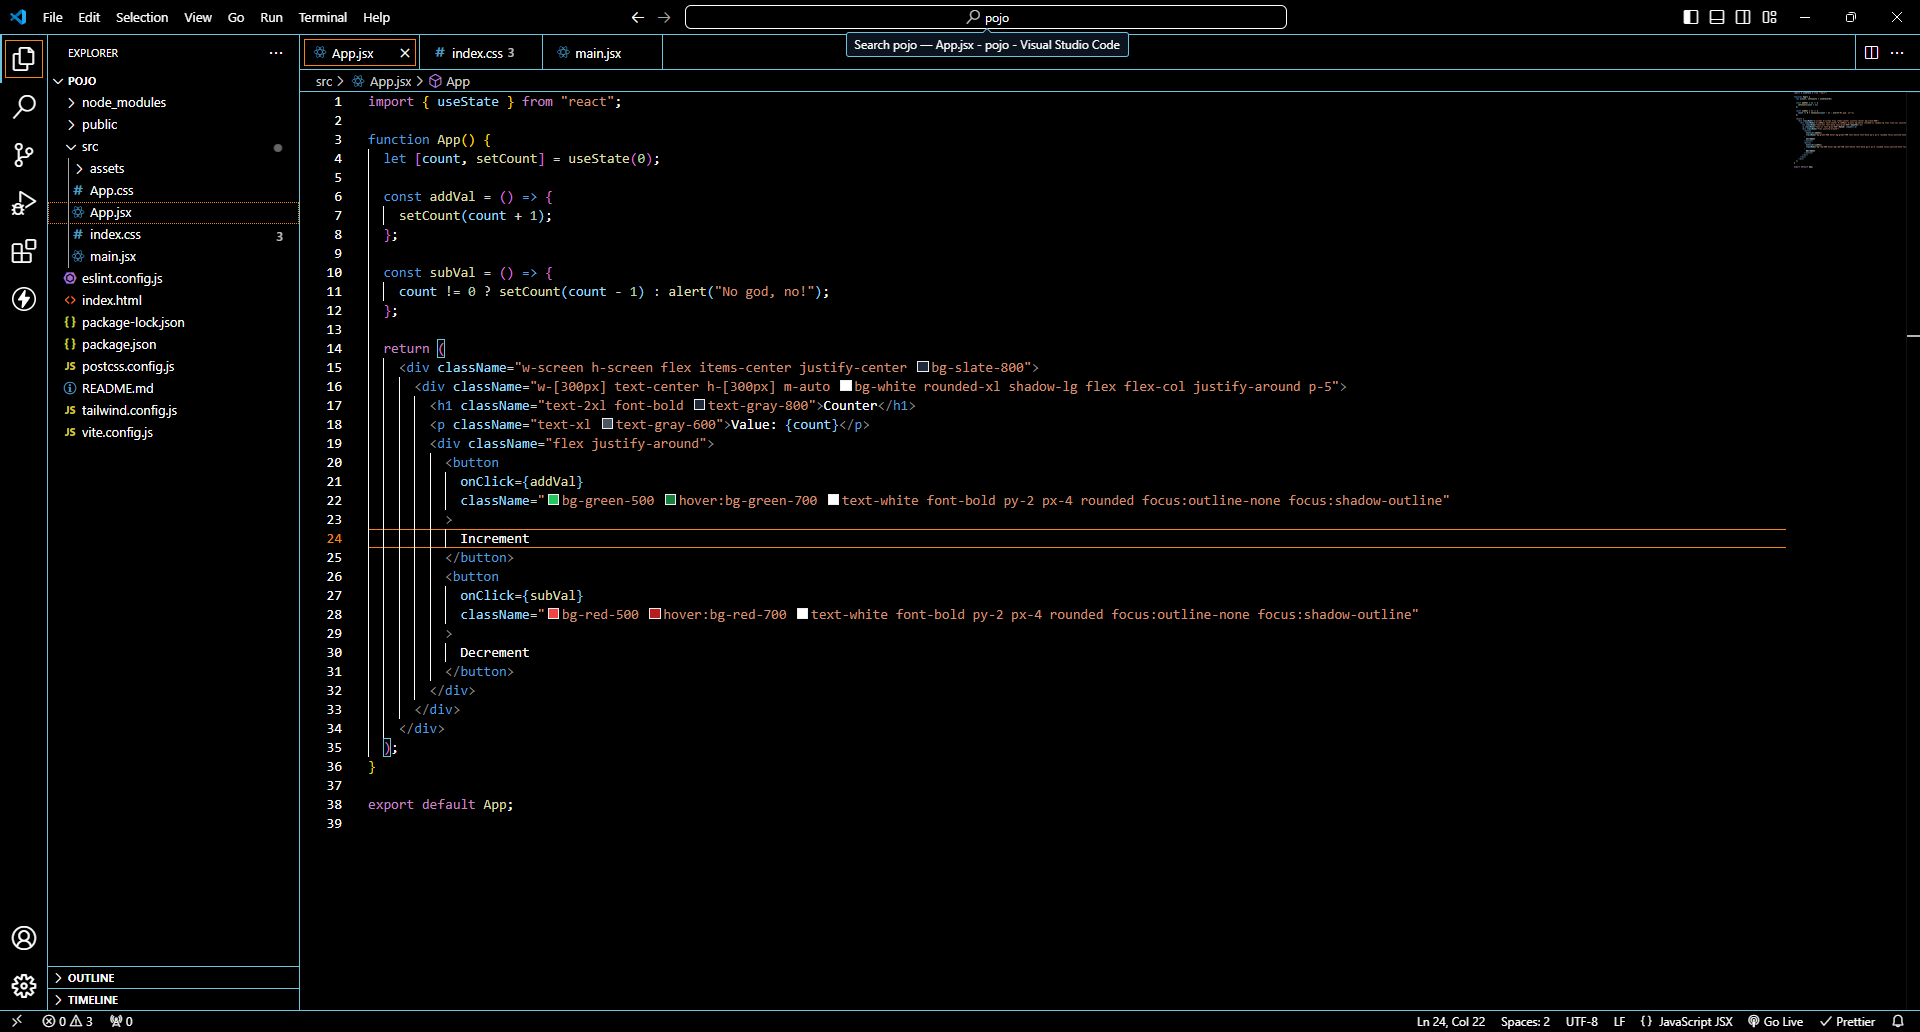 File Edit Selection View Go Run Terminal Help
pojo
Search pojo — App.jsx - pojo - Visual Studio Code
EXPLORER
POJO
node_modules
public
src
assets
# App.css
App.jsx
# index.css 3
main.jsx
eslint.config.js
<> index.html
{} package-lock.json
{} package.json
JS postcss.config.js
README.md
JS tailwind.config.js
JS vite.config.js
OUTLINE
TIMELINE
App.jsx
# index.css 3
main.jsx
src > App.jsx > App
1 import { useState } from "react";
2
3 function App() {
4 let [count, setCount] = useState(0);
5
6 const addVal = () => {
7 setCount(count + 1);
8 };
9
10 const subVal = () => {
11 count != 0 ? setCount(count - 1) : alert("No god, no!");
12 };
13
14 return (
15 <div className="w-screen h-screen flex items-center justify-center bg-slate-800">
16 <div className="w-[300px] text-center h-[300px] m-auto bg-white rounded-xl shadow-lg flex flex-col justify-around p-5">
17 <h1 className="text-2xl font-bold text-gray-800">Counter</h1>
18 <p className="text-xl text-gray-600">Value: {count}</p>
19 <div className="flex justify-around">
20 <button
21 onClick={addVal}
22 className="bg-green-500 hover:bg-green-700 text-white font-bold py-2 px-4 rounded focus:outline-none focus:shadow-outline"
23 >
24 Increment
25 </button>
26 <button
27 onClick={subVal}
28 className="bg-red-500 hover:bg-red-700 text-white font-bold py-2 px-4 rounded focus:outline-none focus:shadow-outline"
29 >
30 Decrement
31 </button>
32 </div>
33 </div>
34 </div>
35 );
36 }
37
38 export default App;
39
0 3 0
Ln 24, Col 22 Spaces: 2 UTF-8 LF {} JavaScript JSX Go Live Prettier